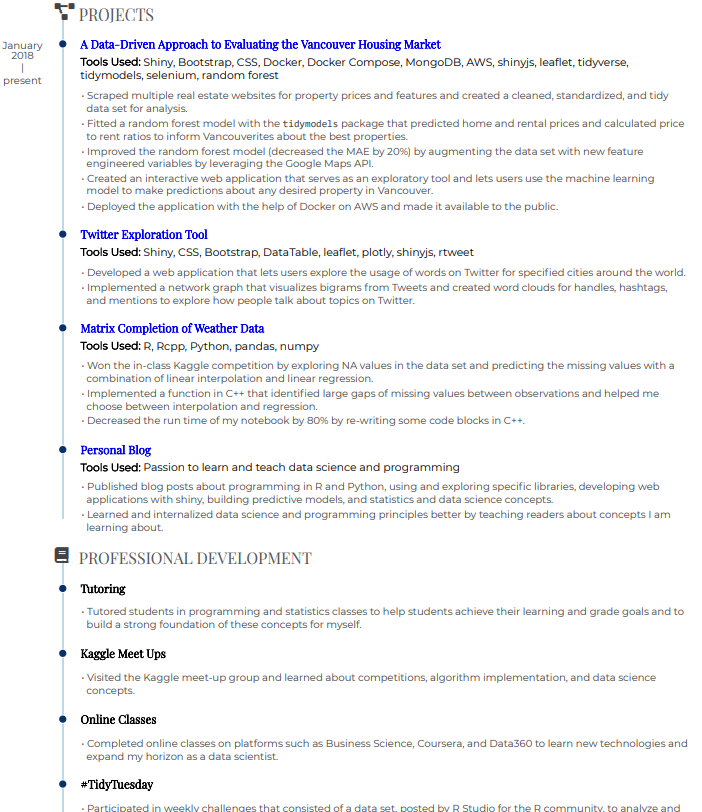 PROJECTS
January
2018
|
present
A Data-Driven Approach to Evaluating the Vancouver Housing Market
Tools Used: Shiny, Bootstrap, CSS, Docker, Docker Compose, MongoDB, AWS, shinyjs, leaflet, tidyverse,
tidymodels, selenium, random forest
• Scraped multiple real estate websites for property prices and features and created a cleaned, standardized, and tidy
data set for analysis.
• Fitted a random forest model with the tidymodels package that predicted home and rental prices and calculated price
to rent ratios to inform Vancouverites about the best properties.
• Improved the random forest model (decreased the MAE by 20%) by augmenting the data set with new feature
engineered variables by leveraging the Google Maps API.
• Created an interactive web application that serves as an exploratory tool and lets users use the machine learning
model to make predictions about any desired property in Vancouver.
• Deployed the application with the help of Docker on AWS and made it available to the public.
Twitter Exploration Tool
Tools Used: Shiny, CSS, Bootstrap, DataTable, leaflet, plotly, shinyjs, rtweet
• Developed a web application that lets users explore the usage of words on Twitter for specified cities around the world.
• Implemented a network graph that visualizes bigrams from Tweets and created word clouds for handles, hashtags,
and mentions to explore how people talk about topics on Twitter.
Matrix Completion of Weather Data
Tools Used: R, Rcpp, Python, pandas, numpy
• Won the in-class Kaggle competition by exploring NA values in the data set and predicting the missing values with a
combination of linear interpolation and linear regression.
• Implemented a function in C++ that identified large gaps of missing values between observations and helped me
choose between interpolation and regression.
• Decreased the run time of my notebook by 80% by re-writing some code blocks in C++.
Personal Blog
Tools Used: Passion to learn and teach data science and programming
• Published blog posts about programming in R and Python, using and exploring specific libraries, developing web
applications with shiny, building predictive models, and statistics and data science concepts.
• Learned and internalized data science and programming principles better by teaching readers about concepts I am
learning about.
PROFESSIONAL DEVELOPMENT
Tutoring
• Tutored students in programming and statistics classes to help students achieve their learning and grade goals and to
build a strong foundation of these concepts for myself.
Kaggle Meet Ups
• Visited the Kaggle meet-up group and learned about competitions, algorithm implementation, and data science
concepts.
Online Classes
• Completed online classes on platforms such as Business Science, Coursera, and Data360 to learn new technologies and
expand my horizon as a data scientist.
#TidyTuesday
• Participated in weekly challenges that consisted of a data set, posted by R Studio for the R community, to analyze and